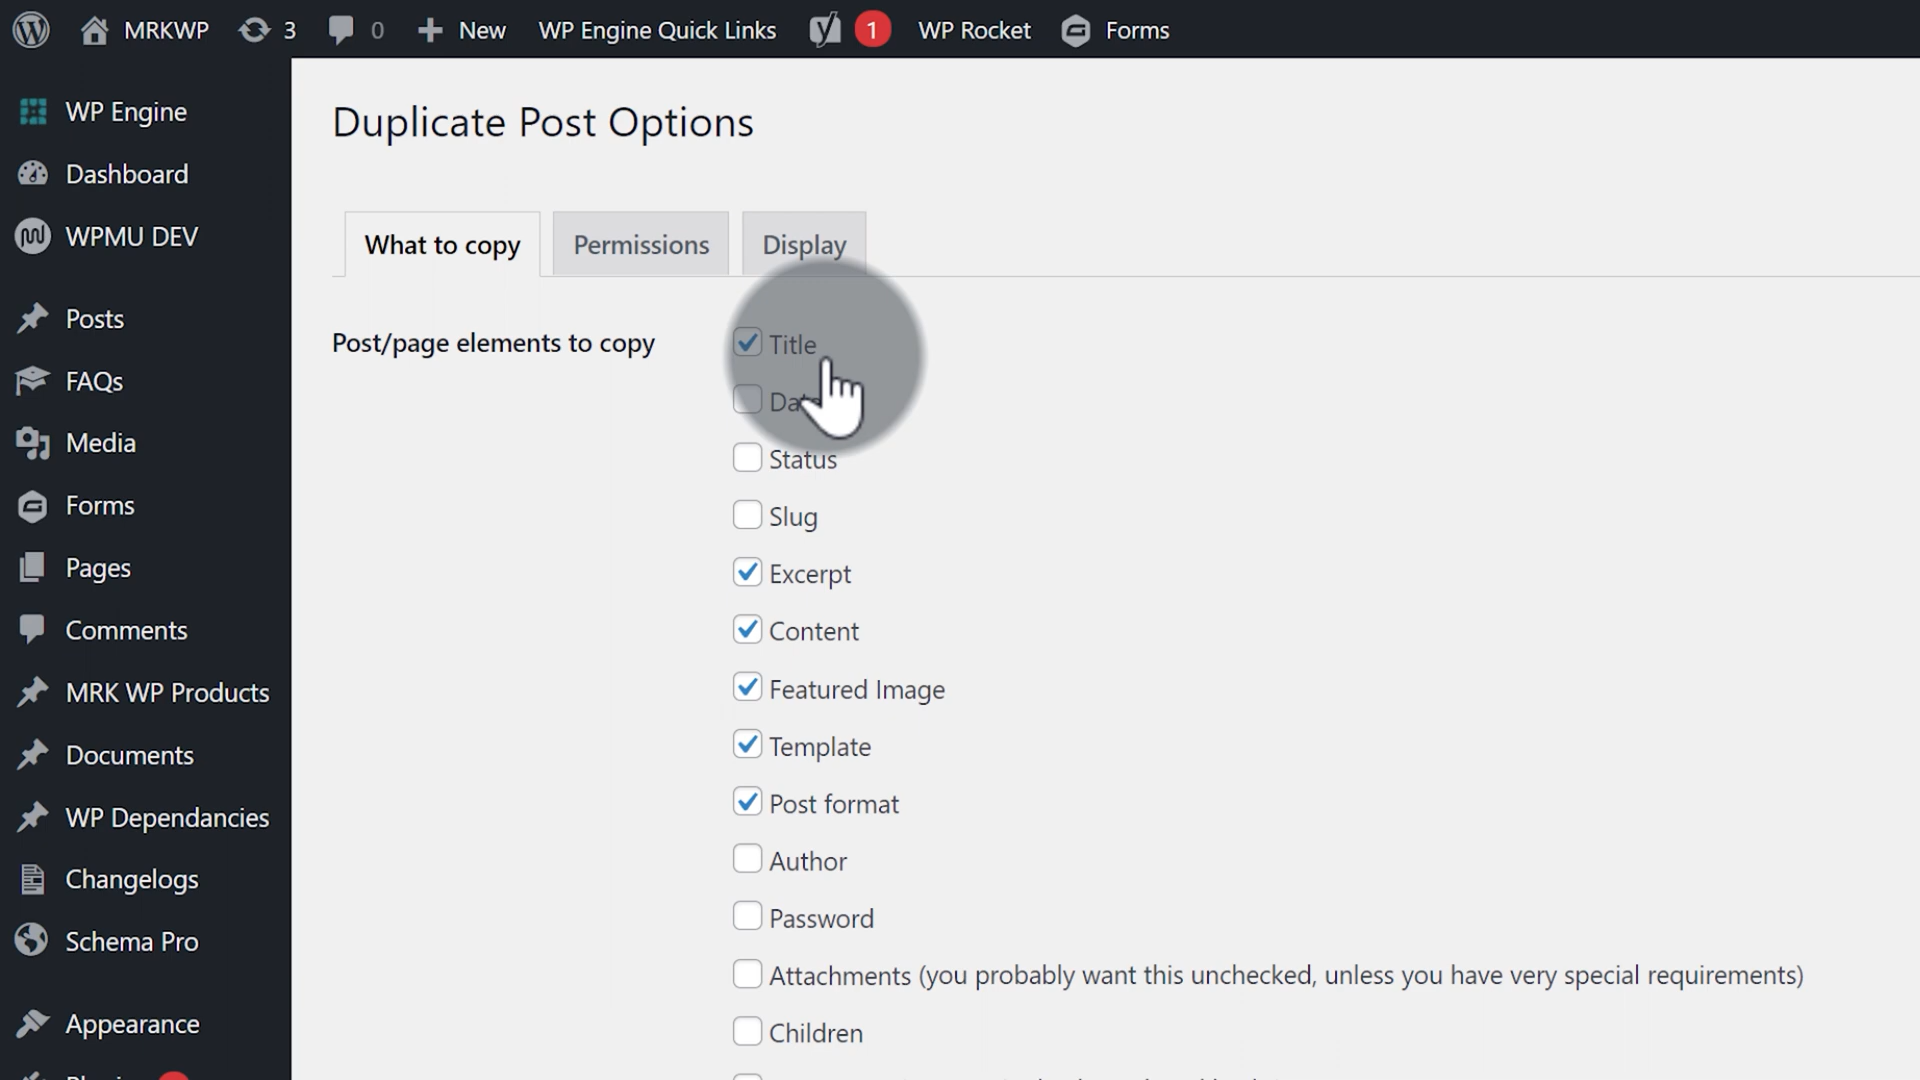 MRKWP 3 0 New WP Engine Quick Links 1 WP Rocket Forms
WP Engine
Dashboard
WPMU DEV
Posts
FAQs
Media
Forms
Pages
Comments
MRK WP Products
Documents
WP Dependancies
Changelogs
Schema Pro
Appearance
Duplicate Post Options
What to copy Permissions Display
Post/page elements to copy
Title
Status
Slug
Excerpt
Content
Featured Image
Template
Post format
Author
Password
Attachments (you probably want this unchecked, unless you have very special requirements)
Children